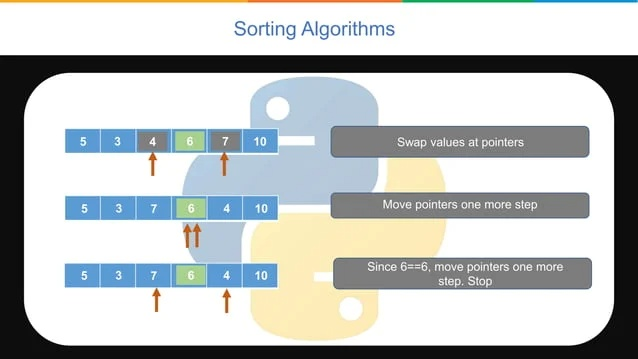 Sorting Algorithms
5 3 4 6 7 10
Swap values at pointers
5 3 7 6 4 10
Move pointers one more step
5 3 7 6 4 10
Since 6==6, move pointers one more
step. Stop